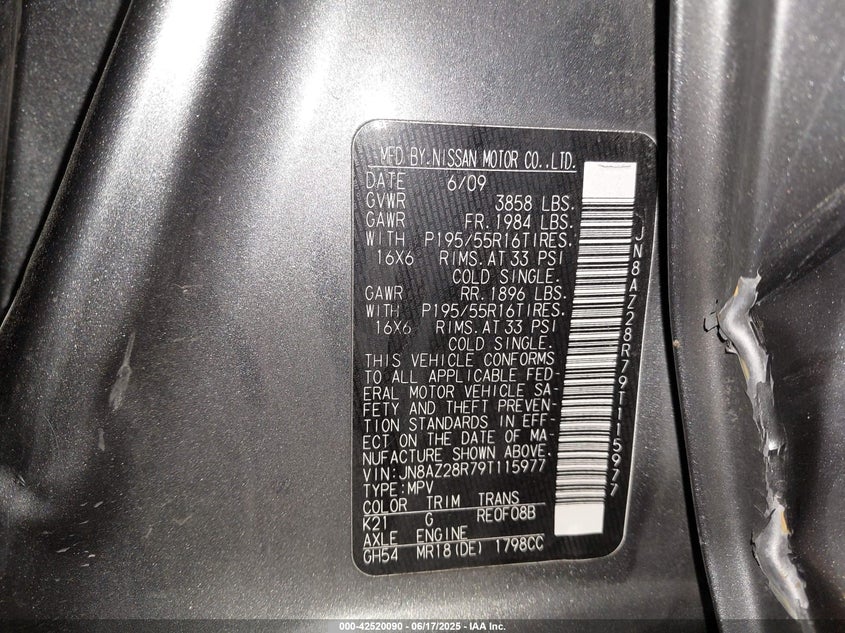 MFD BY:NISSAN MOTOR CO.,LTD.
DATE 6/09
GVWR 3858 LBS.
GAWR FR.1984 LBS.
WITH P195/55R16TIRES.
16X6 RIMS.AT 33 PSI
COLD SINGLE.
GAWR RR.1896 LBS.
WITH P195/55R16TIRES.
16X6 RIMS.AT 33 PSI
COLD SINGLE.
THIS VEHICLE CONFORMS
TO ALL APPLICABLE FED-
ERAL MOTOR VEHICLE SA-
FETY AND THEFT PREVEN-
TION STANDARDS IN EFF-
ECT ON THE DATE OF MA-
NUFACTURE SHOWN ABOVE.
VIN:JN8AZ28R79T115977
TYPE:MPV
COLOR TRIM TRANS
K21 G RE0F08B
AXLE ENGINE
GH54 MR18(DE) 1798CC
JN8AZ28R79T115977
000-42520090 - 06/17/2025 - IAA Inc.